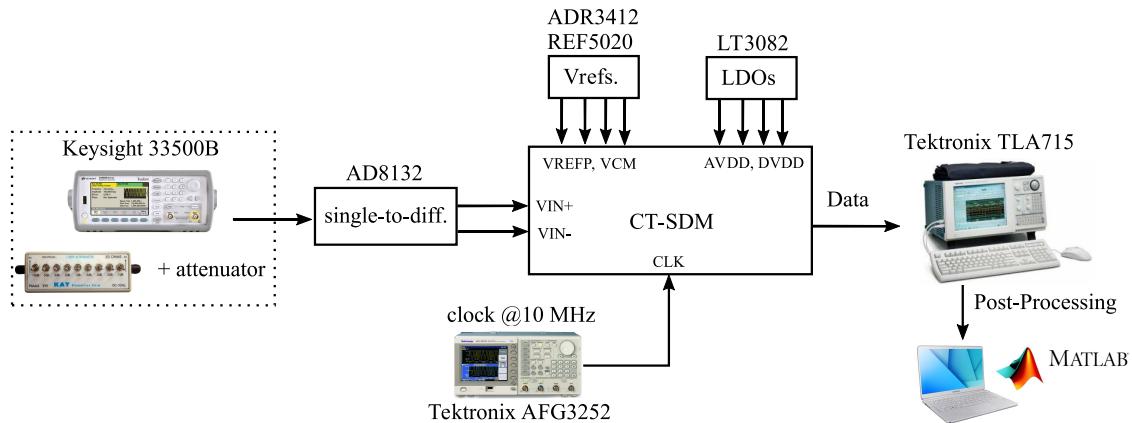 ADR3412
REF5020
Vrefs.
LT3082
LDOs
Keysight 33500B
+ attenuator
KAY
AD8132
single-to-diff.
VREFP, VCM
AVDD, DVDD
VIN+
VIN-
CT-SDM
CLK
Data
Tektronix TLA715
clock @10 MHz
Tektronix AFG3252
Post-Processing
MATLAB